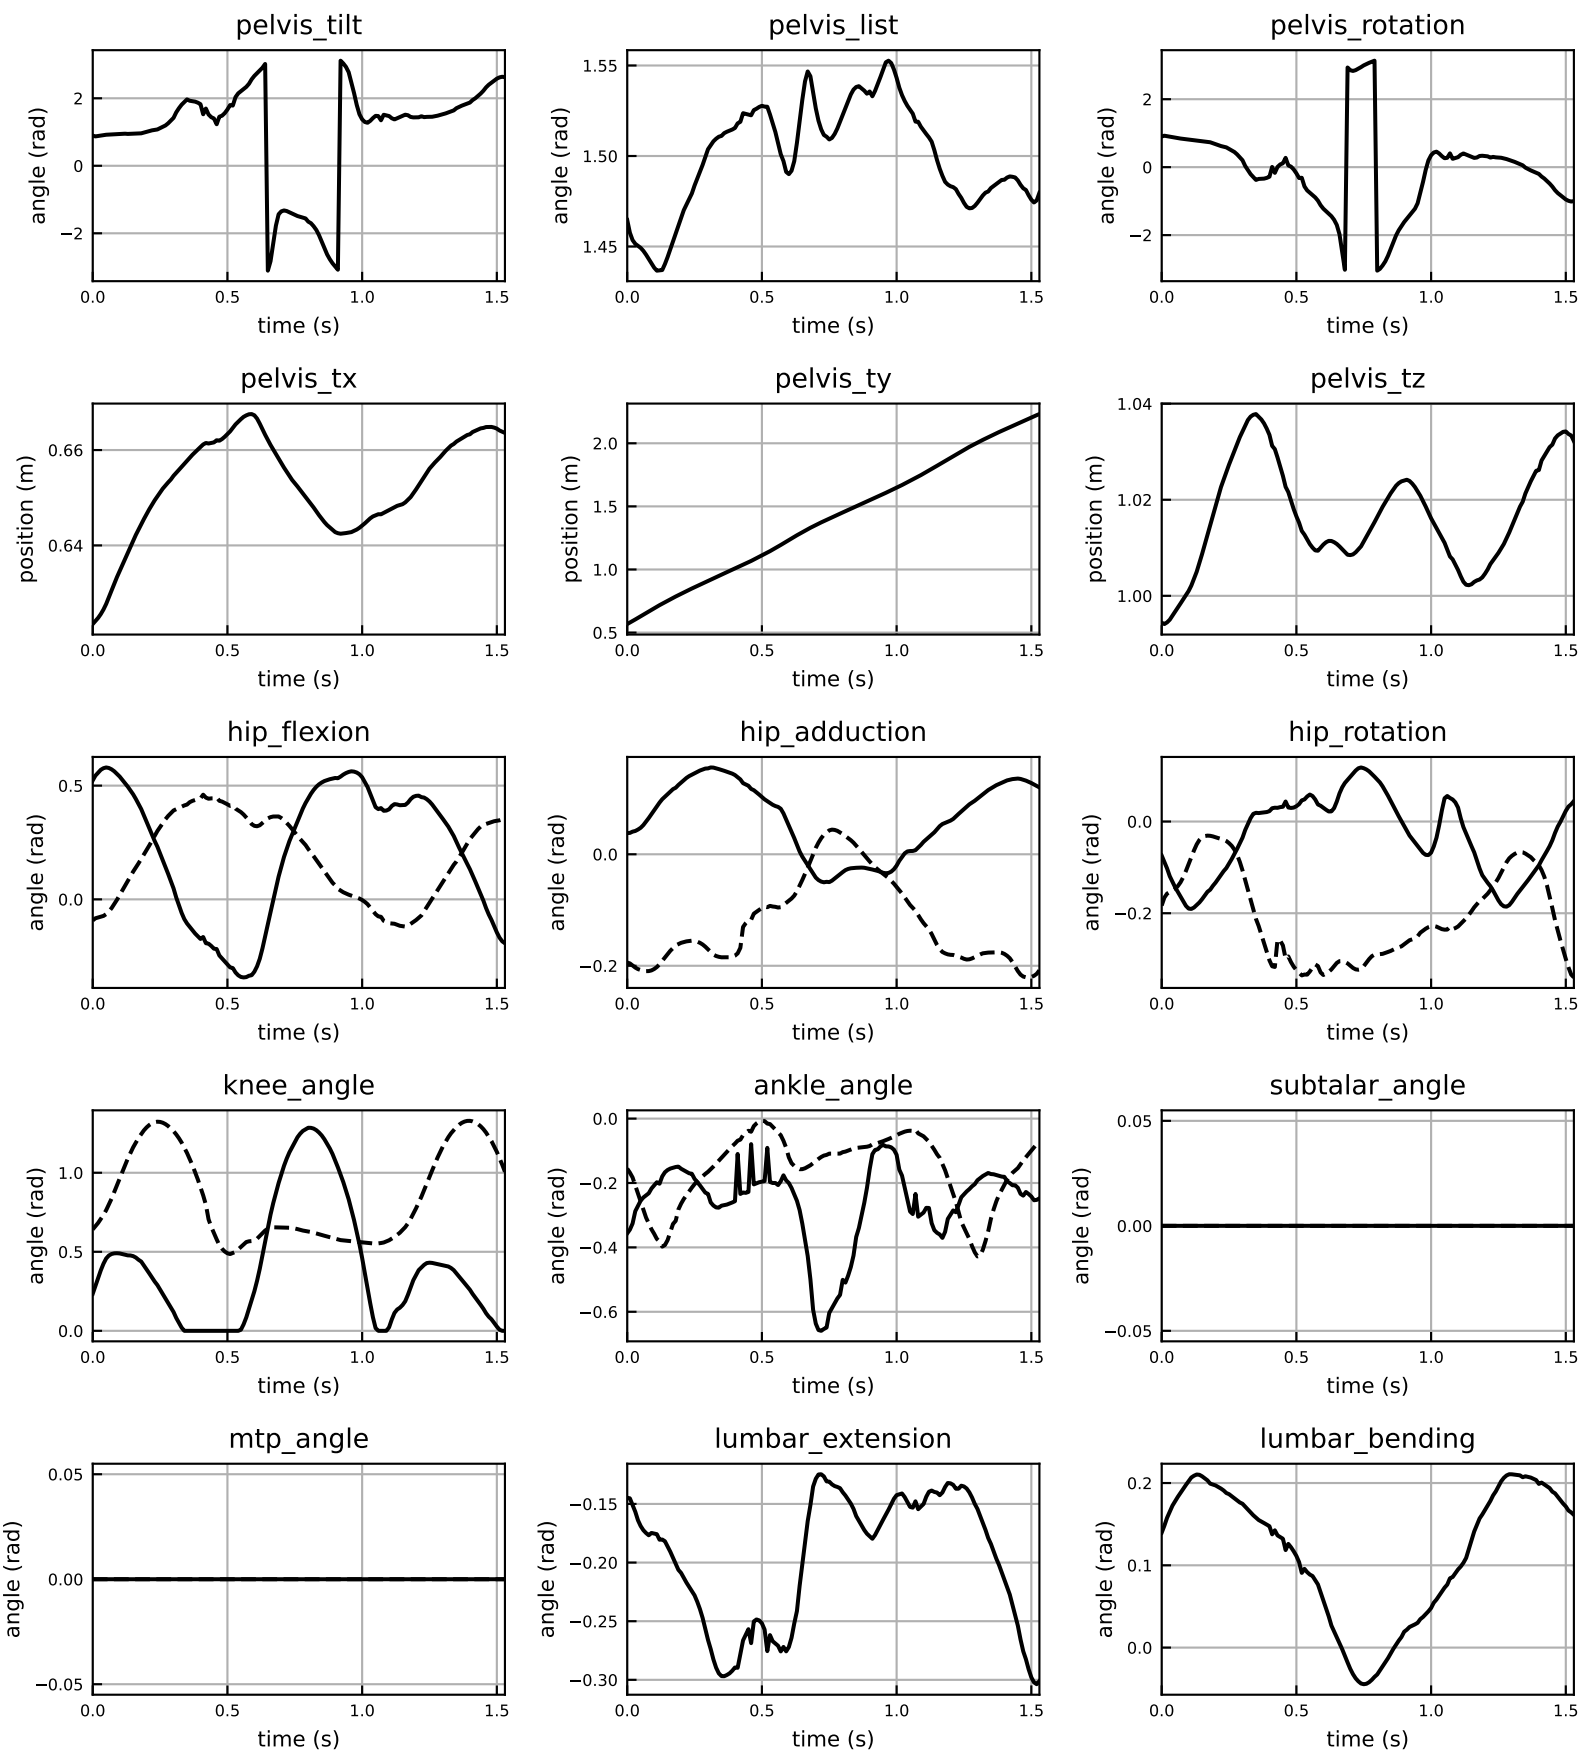 pelvis_tilt
angle (rad)
2
0
−2
0.0 0.5 1.0 1.5
time (s)
pelvis_list
angle (rad)
1.55
1.50
1.45
0.0 0.5 1.0 1.5
time (s)
pelvis_rotation
angle (rad)
2
0
−2
0.0 0.5 1.0 1.5
time (s)
pelvis_tx
position (m)
0.66
0.64
0.0 0.5 1.0 1.5
time (s)
pelvis_ty
position (m)
2.0
1.5
1.0
0.5
0.0 0.5 1.0 1.5
time (s)
pelvis_tz
position (m)
1.04
1.02
1.00
0.0 0.5 1.0 1.5
time (s)
hip_flexion
angle (rad)
0.5
0.0
0.0 0.5 1.0 1.5
time (s)
hip_adduction
angle (rad)
0.0
−0.2
0.0 0.5 1.0 1.5
time (s)
hip_rotation
angle (rad)
0.0
−0.2
0.0 0.5 1.0 1.5
time (s)
knee_angle
angle (rad)
1.0
0.5
0.0
0.0 0.5 1.0 1.5
time (s)
ankle_angle
angle (rad)
0.0
−0.2
−0.4
−0.6
0.0 0.5 1.0 1.5
time (s)
subtalar_angle
angle (rad)
0.05
0.00
−0.05
0.0 0.5 1.0 1.5
time (s)
mtp_angle
angle (rad)
0.05
0.00
−0.05
0.0 0.5 1.0 1.5
time (s)
lumbar_extension
angle (rad)
−0.15
−0.20
−0.25
−0.30
0.0 0.5 1.0 1.5
time (s)
lumbar_bending
angle (rad)
0.2
0.1
0.0
0.0 0.5 1.0 1.5
time (s)